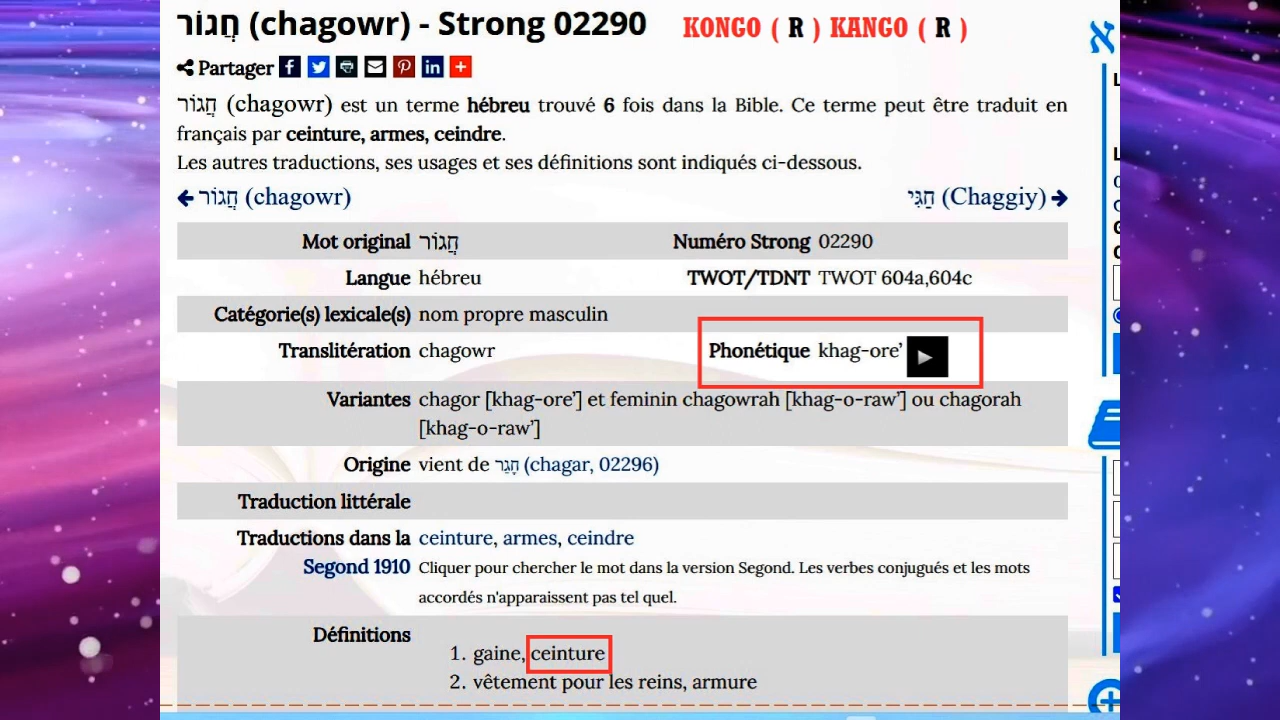 חֲגוֹר (chagowr) - Strong 02290
KONGO ( R ) KANGO ( R )
Partager
חֲגוֹר (chagowr) est un terme hébreu trouvé 6 fois dans la Bible. Ce terme peut être traduit en
français par ceinture, armes, ceindre.
Les autres traductions, ses usages et ses définitions sont indiqués ci-dessous.
חֲגוֹר (chagowr)
חַגִּי (Chaggiy)
Mot original חֲגוֹר Numéro Strong 02290
Langue hébreu TWOT/TDNT TWOT 604a,604c
Catégorie(s) lexicale(s) nom propre masculin
Translitération chagowr Phonétique khag-ore’
Variantes chagor [khag-ore’] et feminin chagowrah [khag-o-raw’] ou chagorah
[khag-o-raw’]
Origine vient de חָגַר (chagar, 02296)
Traduction littérale
Traductions dans la ceinture, armes, ceindre
Segond 1910 Cliquer pour chercher le mot dans la version Segond. Les verbes conjugués et les mots
accordés n'apparaissent pas tel quel.
Définitions
1. gaine, ceinture
2. vêtement pour les reins, armure